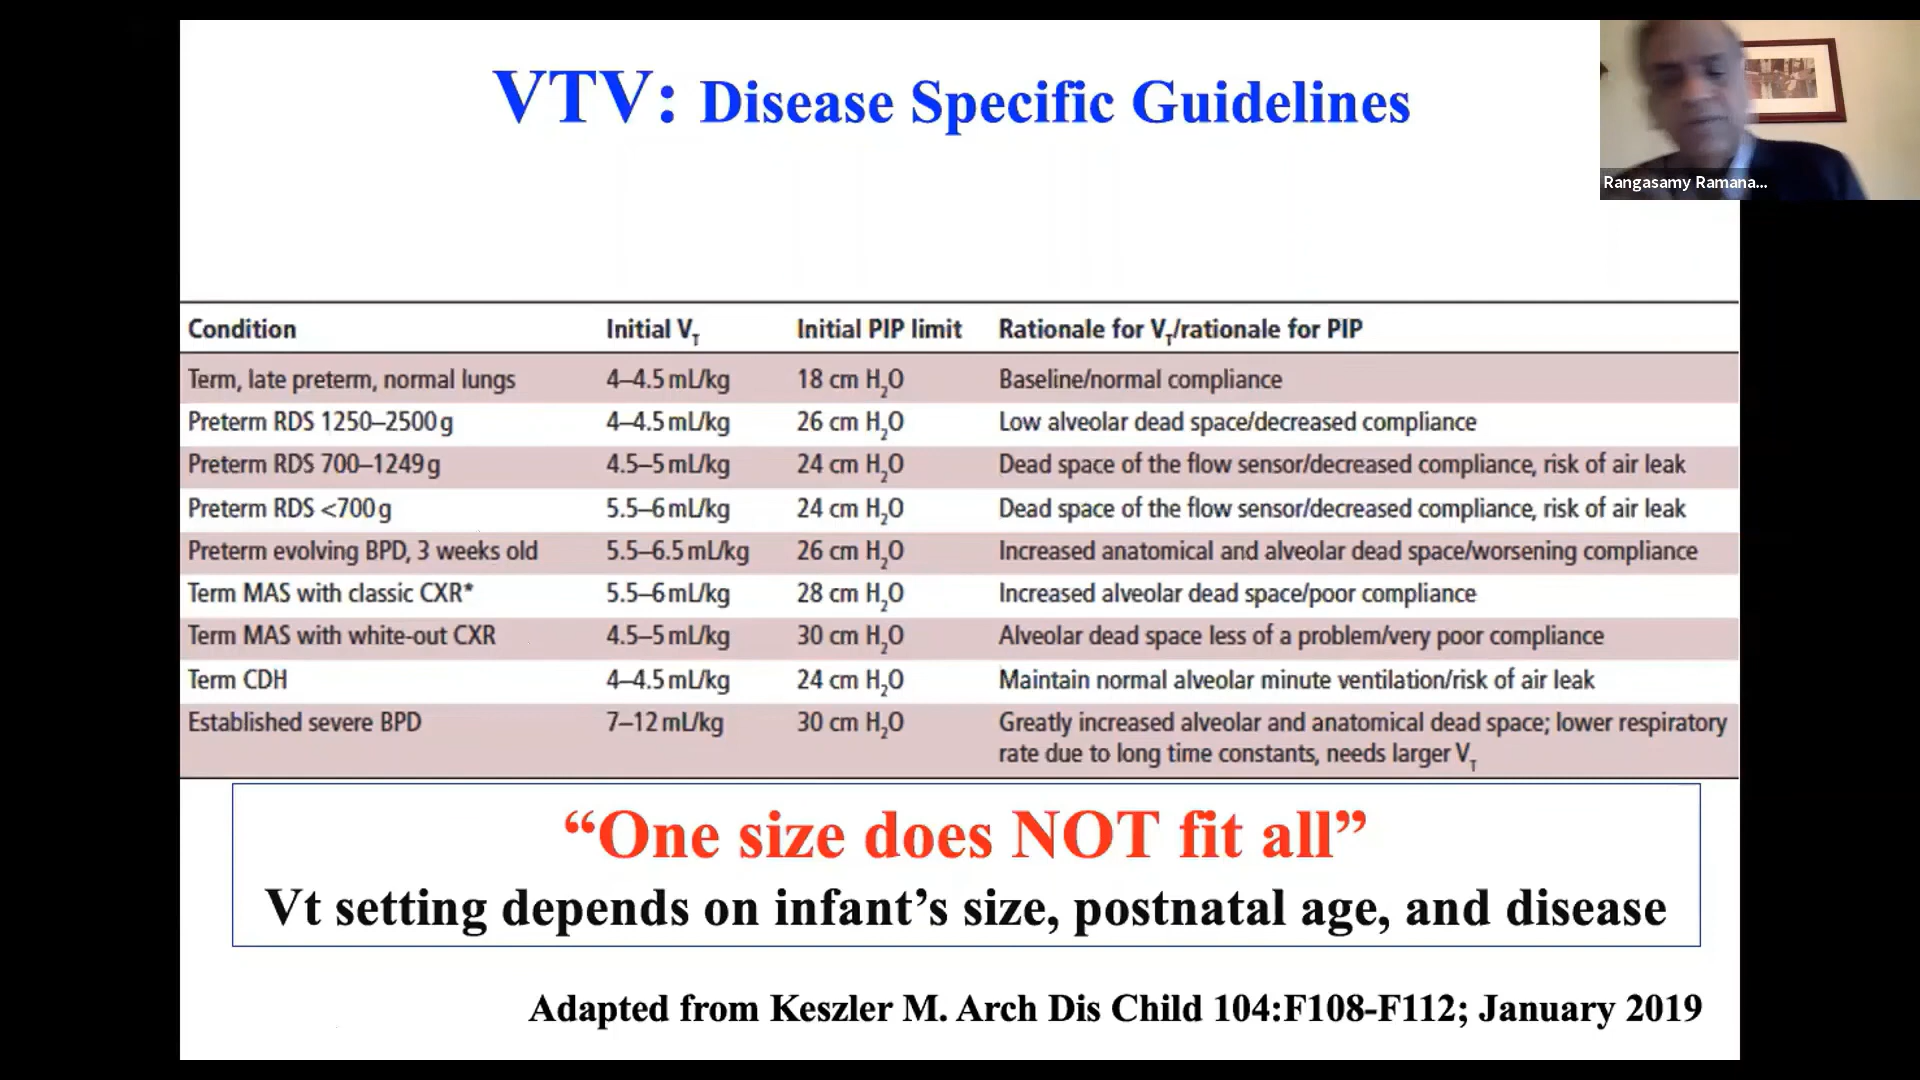 VTV: Disease Specific Guidelines
Rangasamy Ramana...
Condition Initial V_T Initial PIP limit Rationale for V_T/rationale for PIP
Term, late preterm, normal lungs 4–4.5 mL/kg 18 cm H₂O Baseline/normal compliance
Preterm RDS 1250–2500 g 4–4.5 mL/kg 26 cm H₂O Low alveolar dead space/decreased compliance
Preterm RDS 700–1249 g 4.5–5 mL/kg 24 cm H₂O Dead space of the flow sensor/decreased compliance, risk of air leak
Preterm RDS <700 g 5.5–6 mL/kg 24 cm H₂O Dead space of the flow sensor/decreased compliance, risk of air leak
Preterm evolving BPD, 3 weeks old 5.5–6.5 mL/kg 26 cm H₂O Increased anatomical and alveolar dead space/worsening compliance
Term MAS with classic CXR* 5.5–6 mL/kg 28 cm H₂O Increased alveolar dead space/poor compliance
Term MAS with white-out CXR 4.5–5 mL/kg 30 cm H₂O Alveolar dead space less of a problem/very poor compliance
Term CDH 4–4.5 mL/kg 24 cm H₂O Maintain normal alveolar minute ventilation/risk of air leak
Established severe BPD 7–12 mL/kg 30 cm H₂O Greatly increased alveolar and anatomical dead space; lower respiratory
rate due to long time constants, needs larger V_T
“One size does NOT fit all”
Vt setting depends on infant’s size, postnatal age, and disease
Adapted from Keszler M. Arch Dis Child 104:F108-F112; January 2019